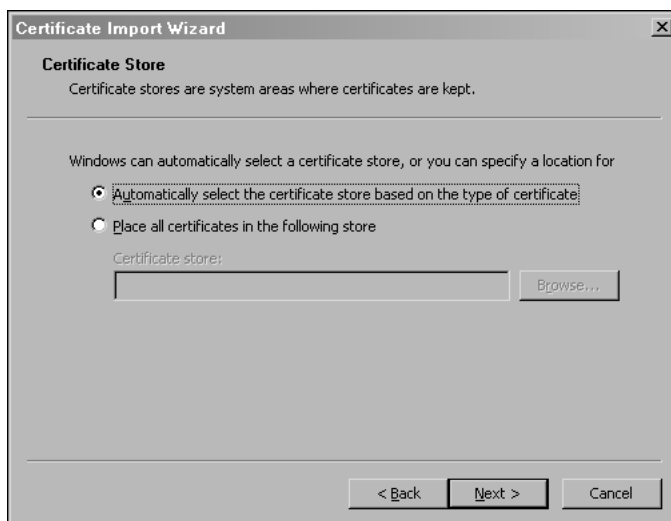 Certificate Import Wizard
Certificate Store
Certificate stores are system areas where certificates are kept.
Windows can automatically select a certificate store, or you can specify a location for
Automatically select the certificate store based on the type of certificate
Place all certificates in the following store
Certificate store:
Browse...
< Back
Next >
Cancel